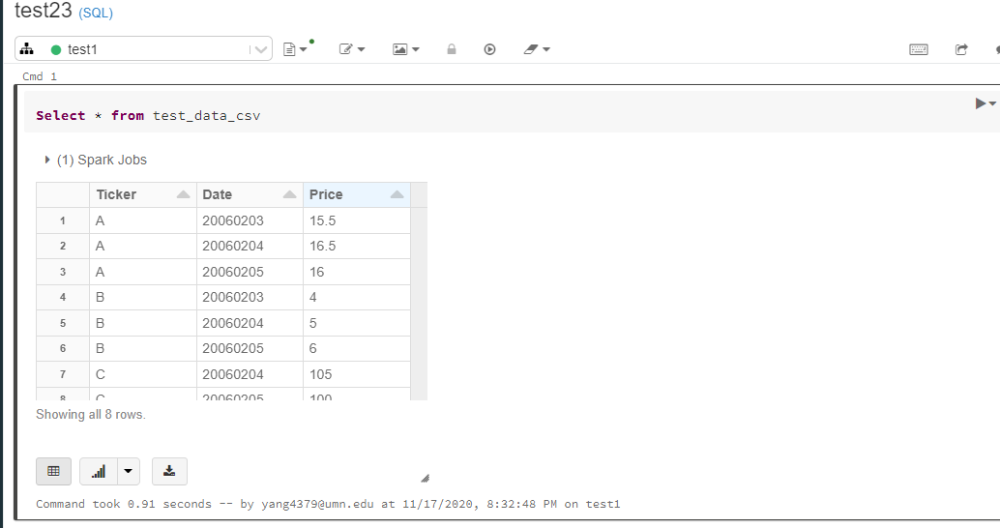 test23 (SQL)
test1
Cmd 1
Select * from test_data_csv
(1) Spark Jobs
Ticker Date Price
1 A 20060203 15.5
2 A 20060204 16.5
3 A 20060205 16
4 B 20060203 4
5 B 20060204 5
6 B 20060205 6
7 C 20060204 105
8 C 20060205 100
Showing all 8 rows.
Command took 0.91 seconds -- by yang4379@umn.edu at 11/17/2020, 8:32:48 PM on test1